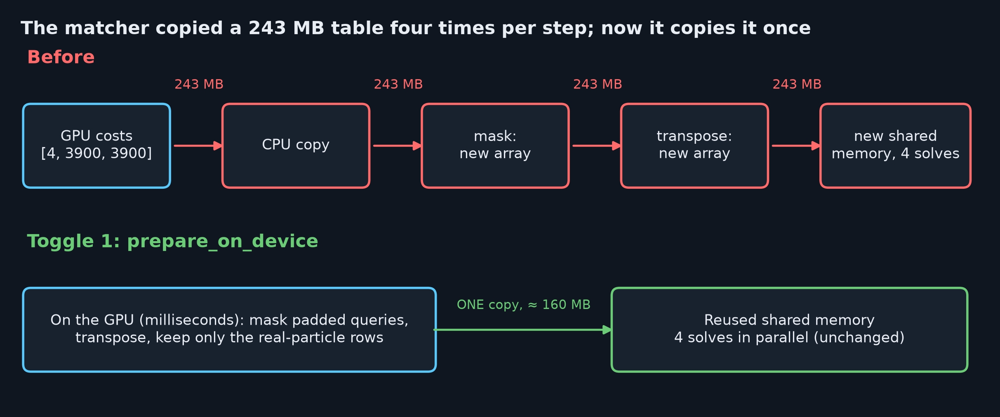 The matcher copied a 243 MB table four times per step; now it copies it once
Before
243 MB
243 MB
243 MB
243 MB
GPU costs
[4, 3900, 3900]
CPU copy
mask:
new array
transpose:
new array
new shared
memory, 4 solves
Toggle 1: prepare_on_device
On the GPU (milliseconds): mask padded queries,
transpose, keep only the real-particle rows
ONE copy, ≈ 160 MB
Reused shared memory
4 solves in parallel (unchanged)